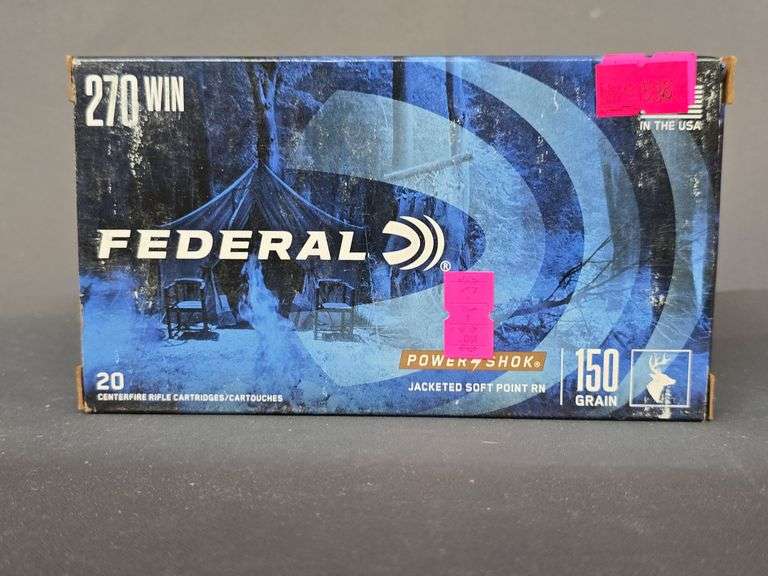 270 WIN
IN THE USA
FEDERAL®
POWER SHOK®
JACKETED SOFT POINT RN
150
GRAIN
20
CENTERFIRE RIFLE CARTRIDGES/CARTOUCHES